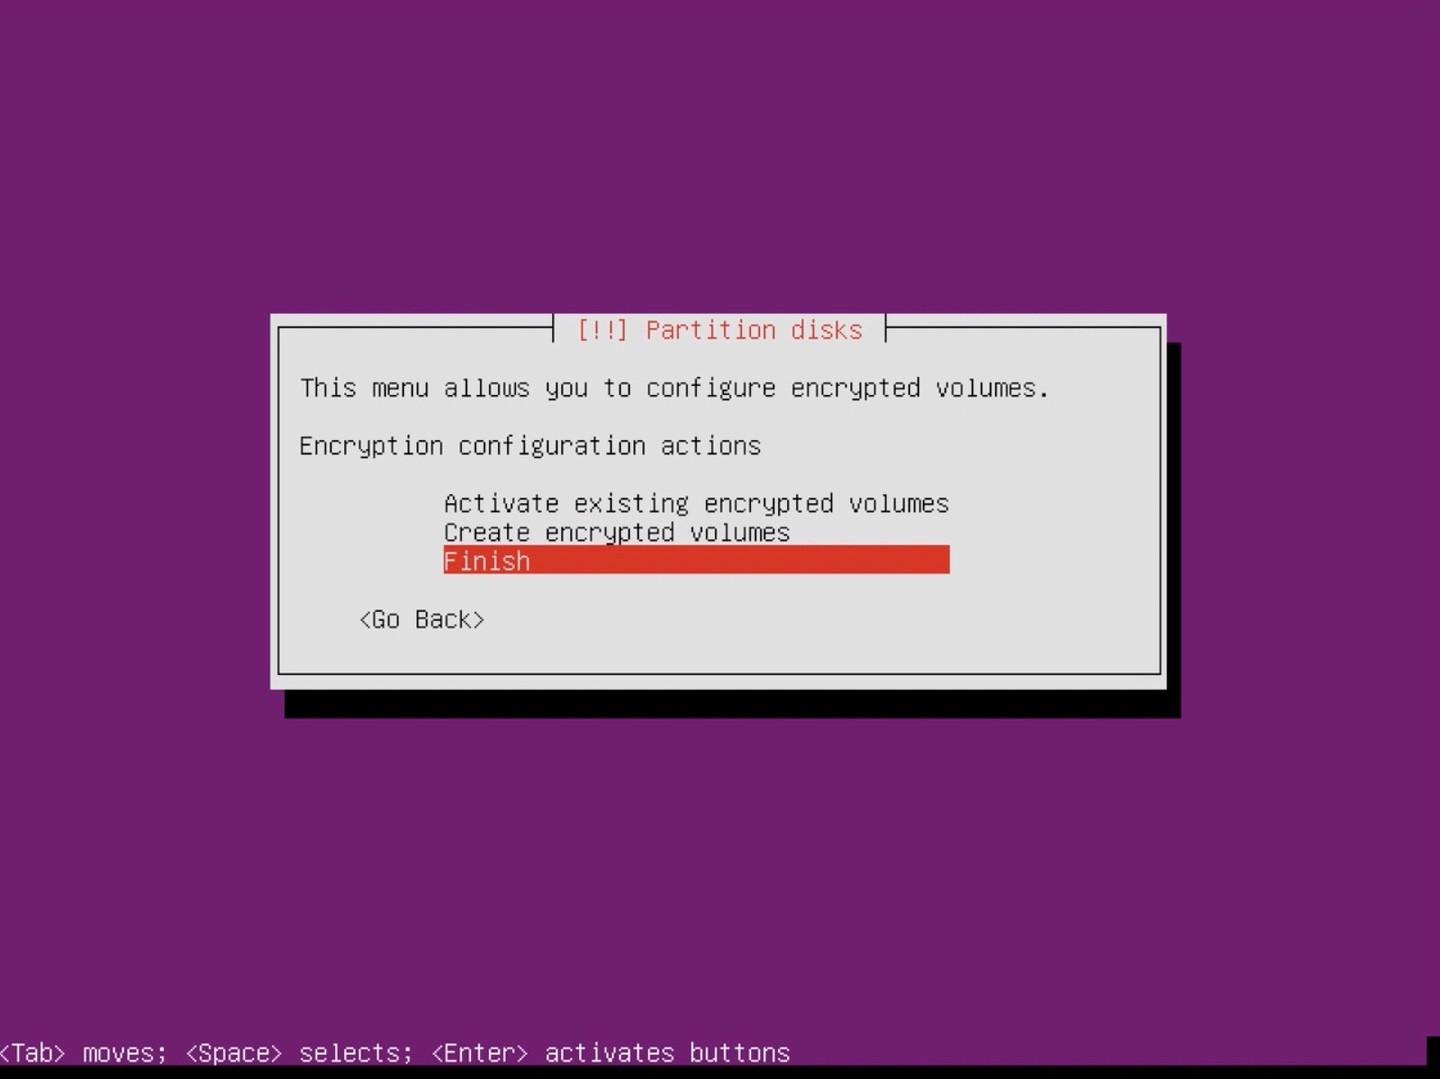 [!!] Partition disks
This menu allows you to configure encrypted volumes.
Encryption configuration actions
Activate existing encrypted volumes
Create encrypted volumes
Finish
<Go Back>
<Tab> moves; <Space> selects; <Enter> activates buttons